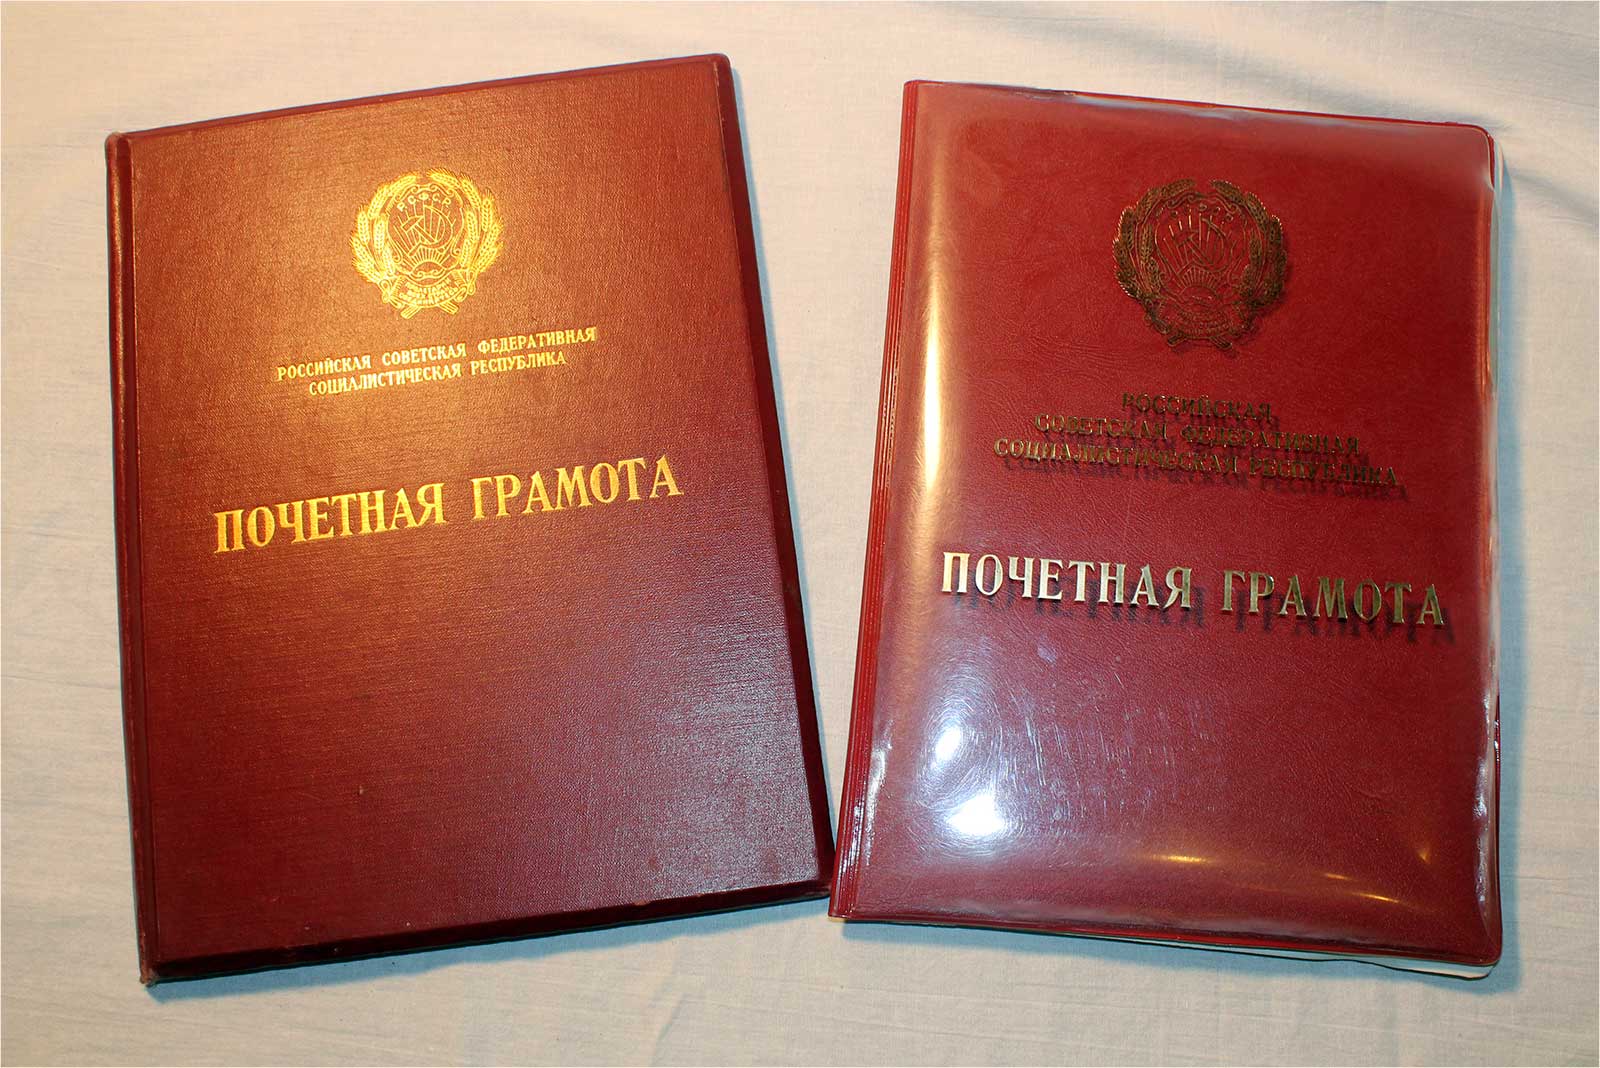 Р.С.Ф.С.Р.
РОССИЙСКАЯ СОВЕТСКАЯ ФЕДЕРАТИВНАЯ
СОЦИАЛИСТИЧЕСКАЯ РЕСПУБЛИКА
ПОЧЕТНАЯ ГРАМОТА
РОССИЙСКАЯ
СОВЕТСКАЯ ФЕДЕРАТИВНАЯ
СОЦИАЛИСТИЧЕСКАЯ РЕСПУБЛИКА
ПОЧЕТНАЯ ГРАМОТА